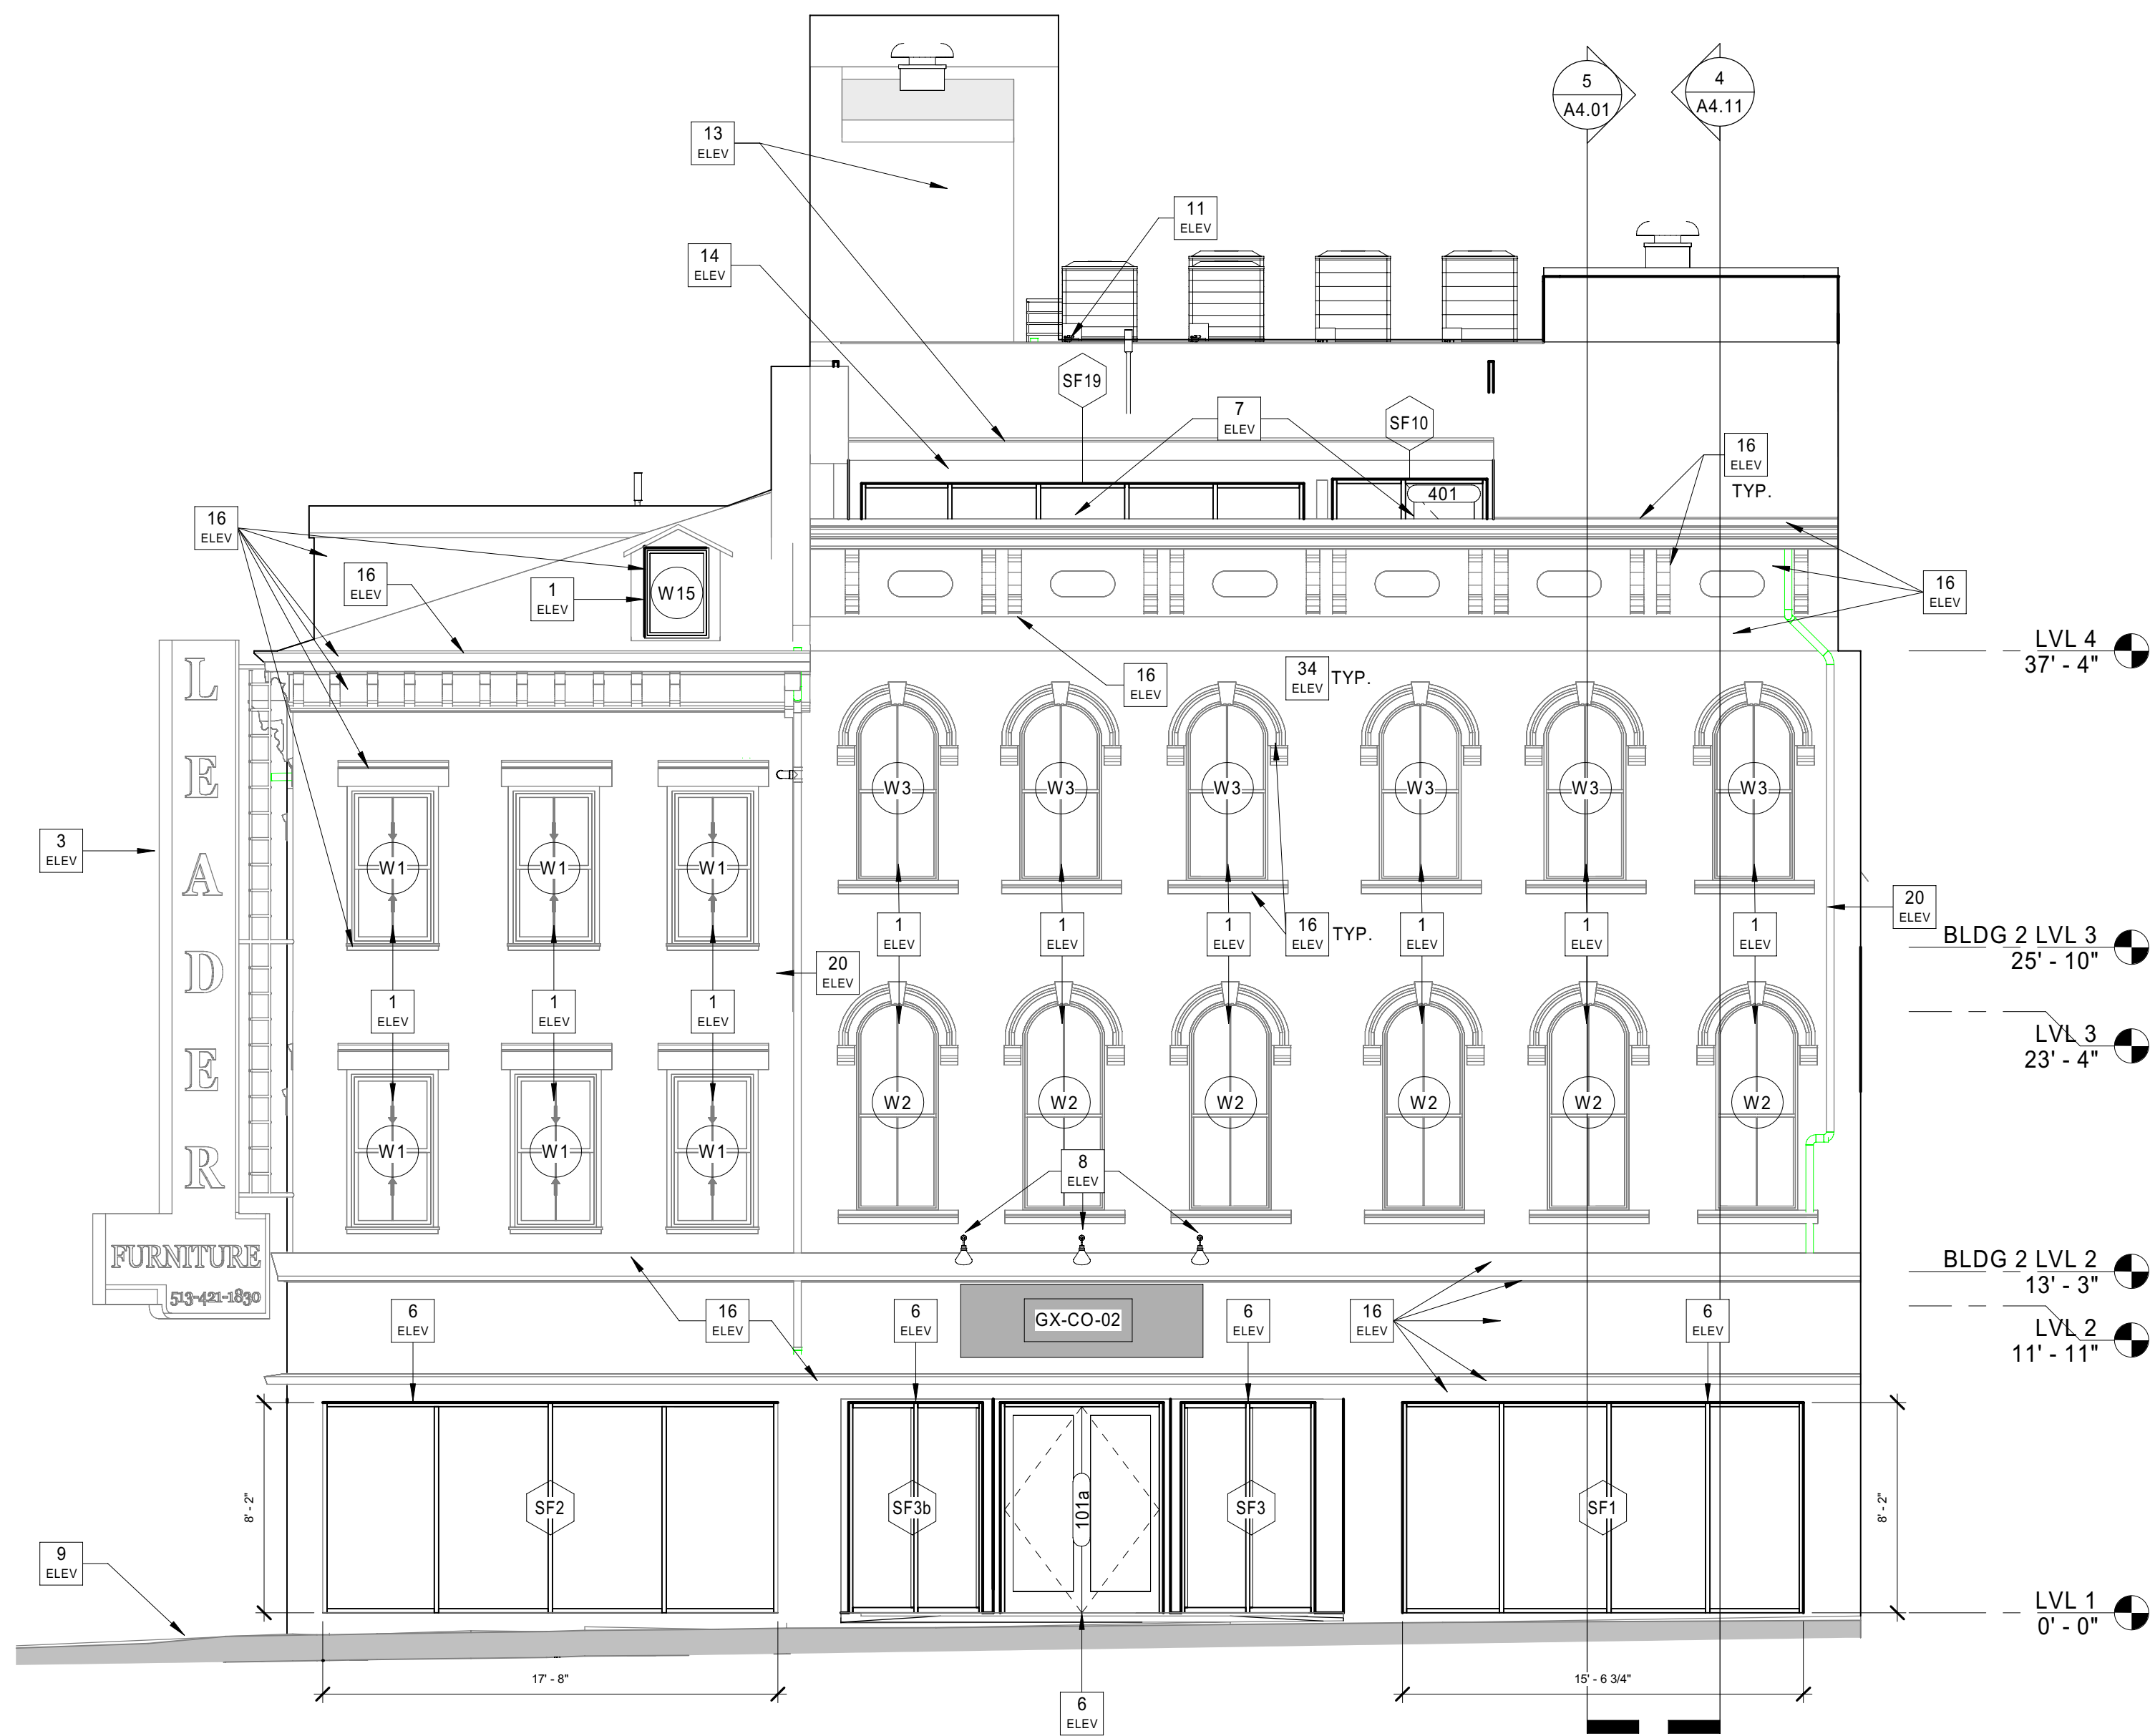 5
A4.01
4
A4.11
13
ELEV
11
ELEV
14
ELEV
SF19
7
ELEV
SF10
16
ELEV
TYP.
401
16
ELEV
16
ELEV
1
ELEV
W15
16
ELEV
LVL 4
37' - 4"
16
ELEV
34
ELEV
TYP.
L
E
A
D
E
R
FURNITURE
513-421-1830
3
ELEV
W3
W3
W3
W3
W3
W3
W1
W1
W1
1
ELEV
1
ELEV
1
ELEV
16
ELEV
TYP.
1
ELEV
1
ELEV
1
ELEV
20
ELEV
BLDG 2 LVL 3
25' - 10"
20
ELEV
1
ELEV
1
ELEV
1
ELEV
LVL 3
23' - 4"
W2
W2
W2
W2
W2
W2
W1
W1
W1
8
ELEV
BLDG 2 LVL 2
13' - 3"
6
ELEV
16
ELEV
6
ELEV
GX-CO-02
6
ELEV
16
ELEV
6
ELEV
LVL 2
11' - 11"
8' - 2"
SF2
SF3b
101a
SF3
SF1
8' - 2"
9
ELEV
LVL 1
0' - 0"
17' - 8"
6
ELEV
15' - 6 3/4"